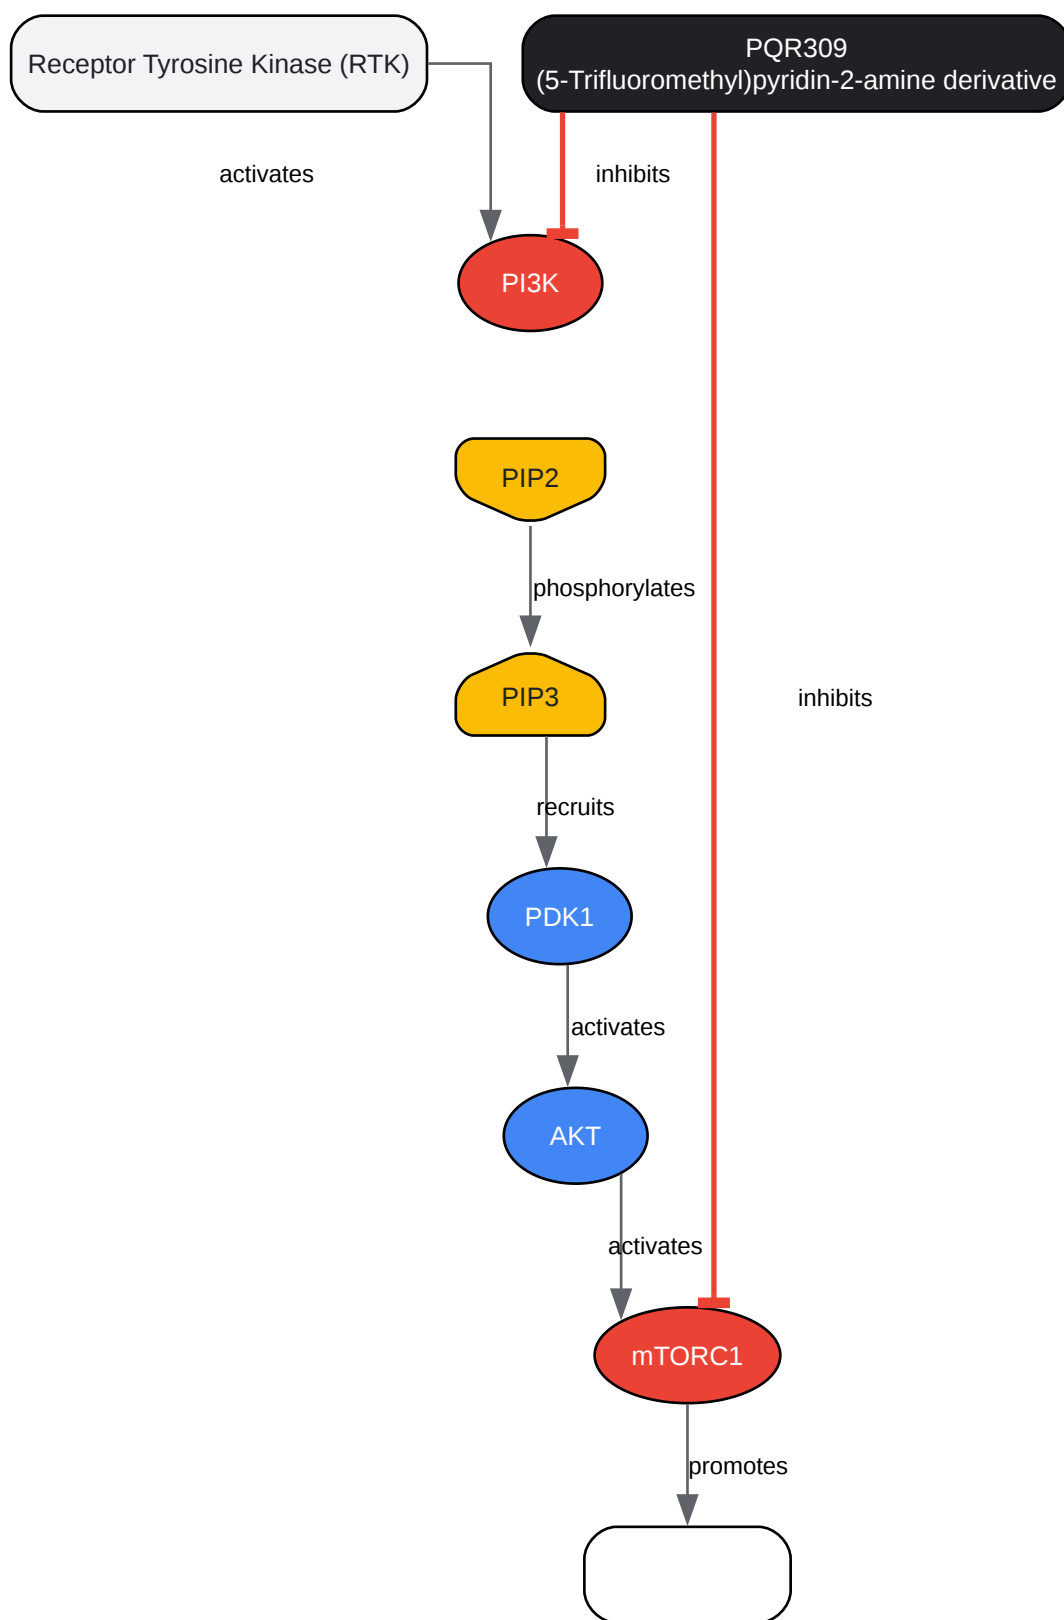 Receptor Tyrosine Kinase (RTK)
PQR309
(5-Trifluoromethyl)pyridin-2-amine derivative
activates
inhibits
PI3K
PIP2
phosphorylates
PIP3
inhibits
recruits
PDK1
activates
AKT
activates
mTORC1
promotes